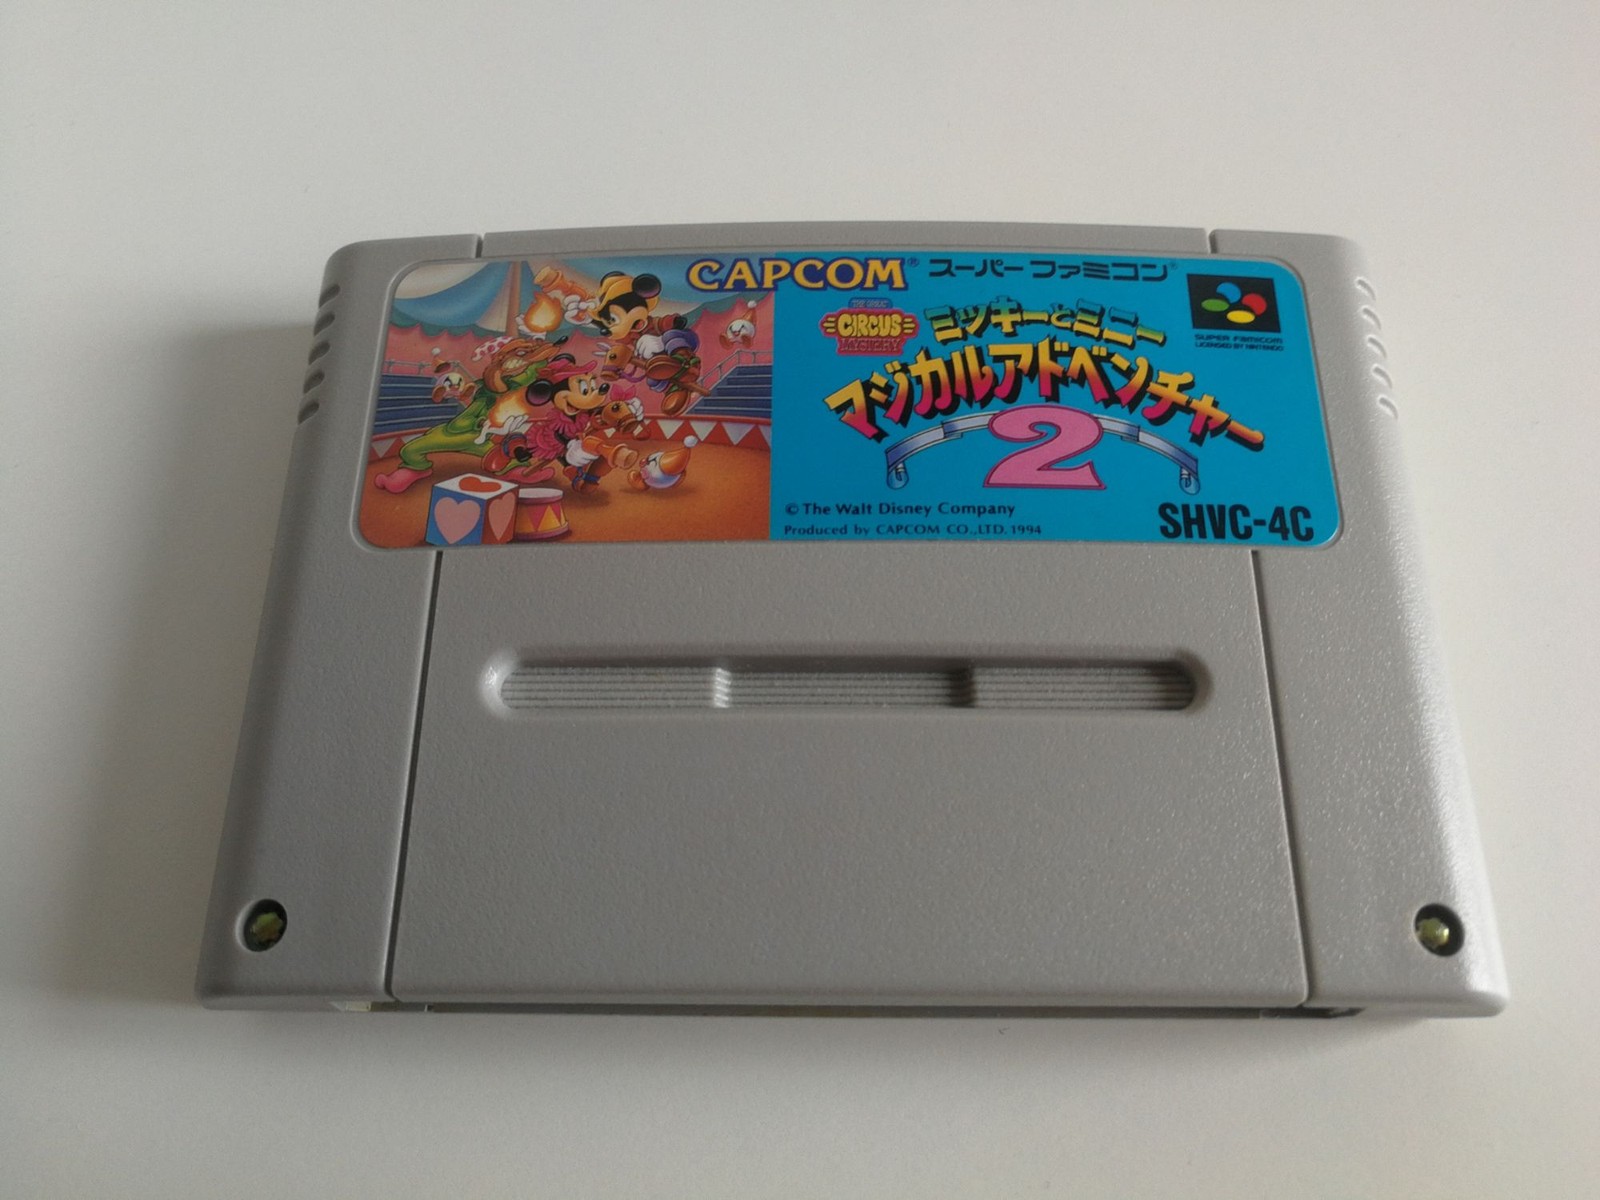 CAPCOM® スーパーファミコン®
THE GREAT
CIRCUS
MYSTERY
ミッキーとミニー
マジカルアドベンチャー
2
SUPER FAMICOM
LICENSED BY NINTENDO
© The Walt Disney Company
Produced by CAPCOM CO.,LTD. 1994
SHVC-4C